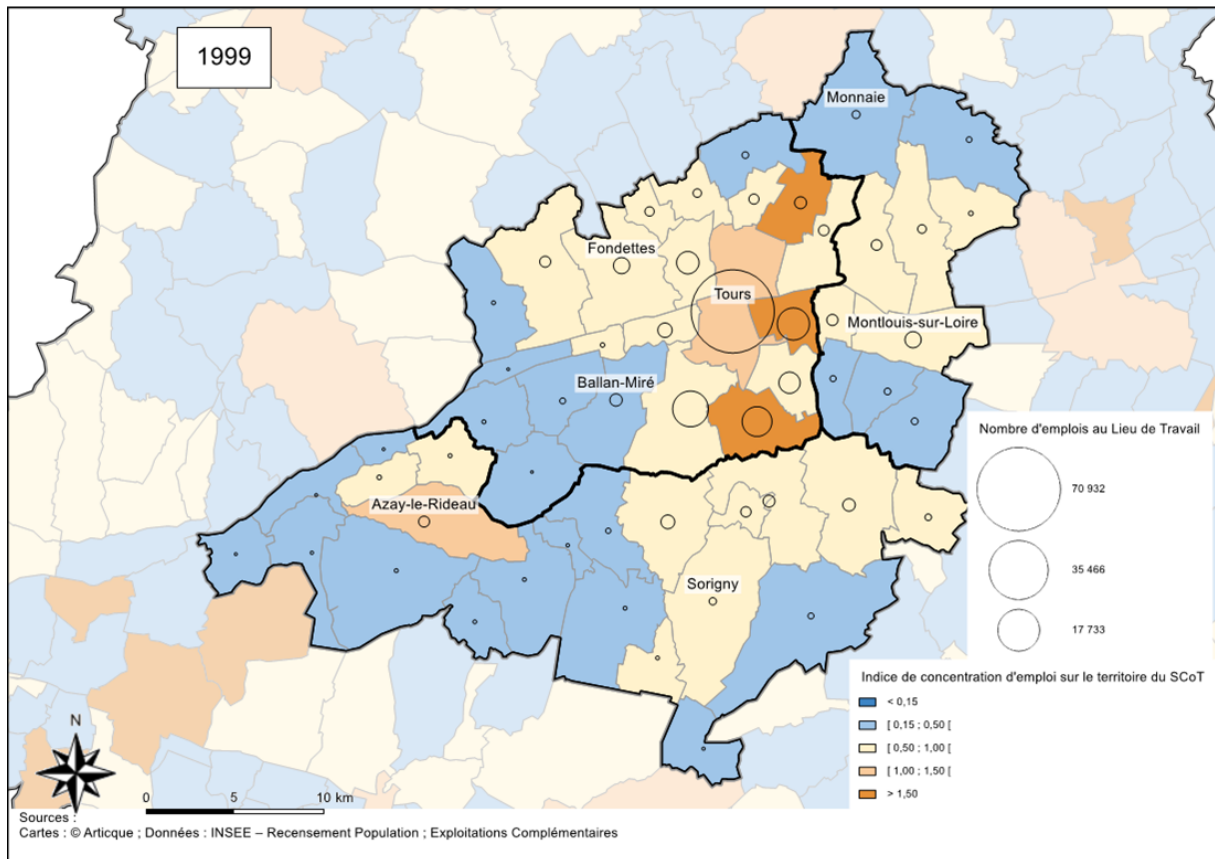 1999
Monnaie
Fondettes
Tours
Montlouis-sur-Loire
Ballan-Miré
Azay-le-Rideau
Sorigny
Nombre d'emplois au Lieu de Travail
70 932
35 466
17 733
Indice de concentration d'emploi sur le territoire du SCoT
< 0,15
[ 0,15 ; 0,50 [
[ 0,50 ; 1,00 [
[ 1,00 ; 1,50 [
> 1,50
N
0 5 10 km
Sources :
Cartes : © Articque ; Données : INSEE – Recensement Population ; Exploitations Complémentaires